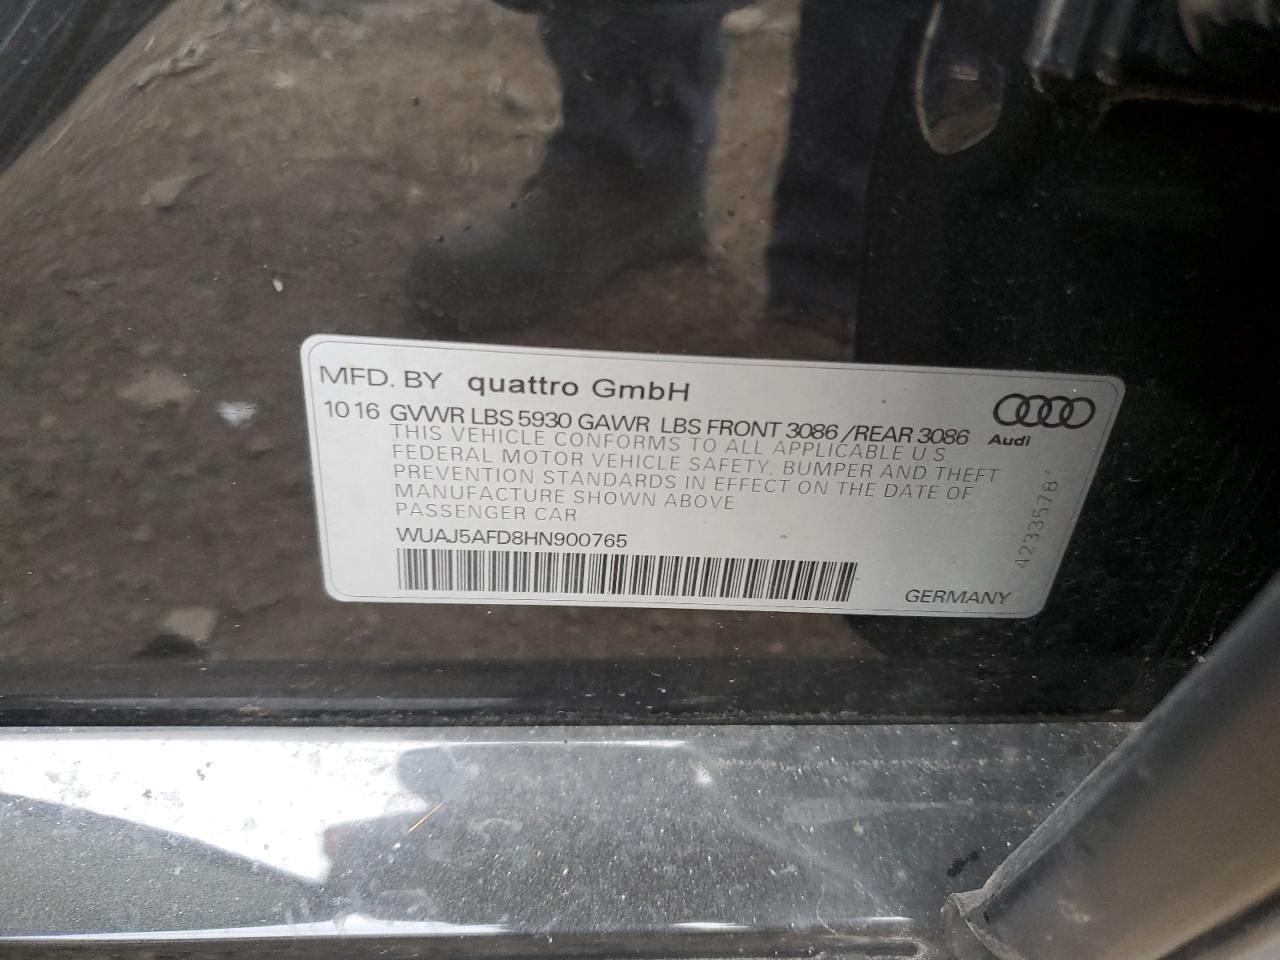 MFD. BY quattro GmbH
10 16 GVWR LBS 5930 GAWR LBS FRONT 3086 /REAR 3086
Audi
THIS VEHICLE CONFORMS TO ALL APPLICABLE U S
FEDERAL MOTOR VEHICLE SAFETY, BUMPER AND THEFT
PREVENTION STANDARDS IN EFFECT ON THE DATE OF
MANUFACTURE SHOWN ABOVE
PASSENGER CAR
WUAJ5AFD8HN900765
GERMANY
4233578